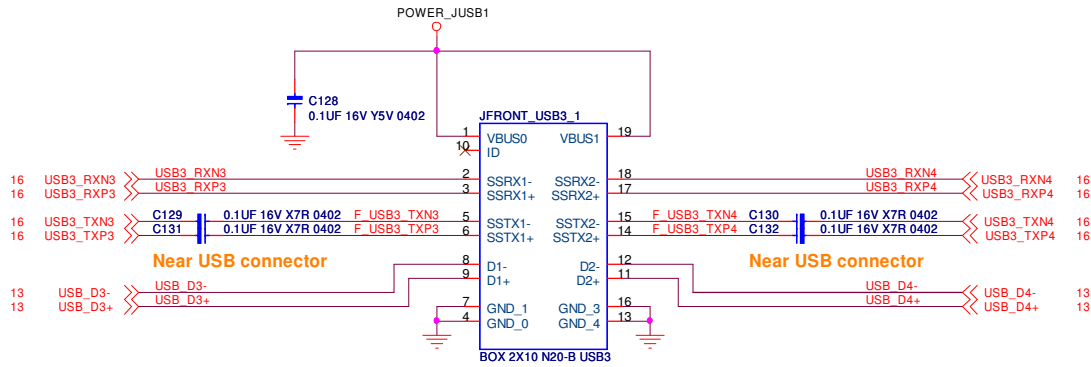 POWER_JUSB1
C128
0.1UF 16V Y5V 0402
JFRONT_USB3_1
1 VBUS0 VBUS1 19
10 ID
16 USB3_RXN3 USB3_RXN3 2 SSRX1- SSRX2- 18 USB3_RXN4 USB3_RXN4 16
16 USB3_RXP3 USB3_RXP3 3 SSRX1+ SSRX2+ 17 USB3_RXP4 USB3_RXP4 16
16 USB3_TXN3 C129 0.1UF 16V X7R 0402 F_USB3_TXN3 5 SSTX1- SSTX2- 15 F_USB3_TXN4 C130 0.1UF 16V X7R 0402 USB3_TXN4 16
16 USB3_TXP3 C131 0.1UF 16V X7R 0402 F_USB3_TXP3 6 SSTX1+ SSTX2+ 14 F_USB3_TXP4 C132 0.1UF 16V X7R 0402 USB3_TXP4 16
Near USB connector Near USB connector
8 D1- D2- 12
9 D1+ D2+ 11
13 USB_D3- USB_D3- USB_D4- USB_D4- 13
13 USB_D3+ USB_D3+ USB_D4+ USB_D4+ 13
7 GND_1 GND_3 16
4 GND_0 GND_4 13
BOX 2X10 N20-B USB3